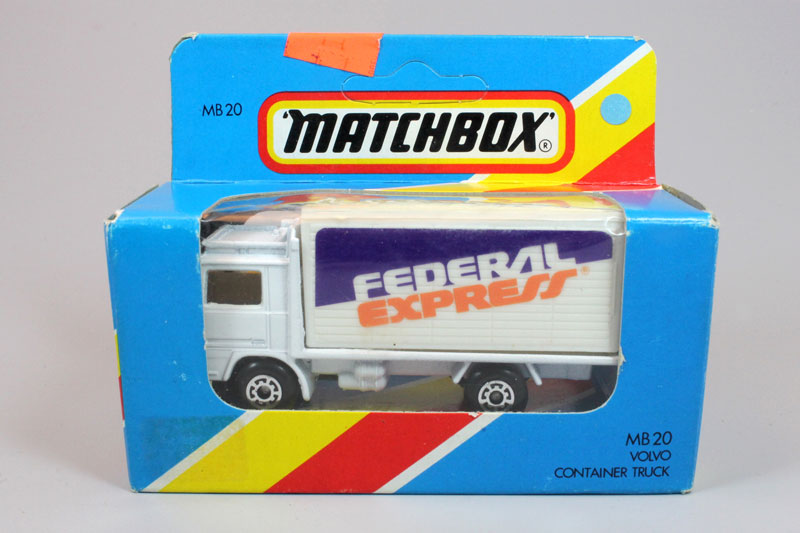 MB 20
'MATCHBOX'®
FEDERAL
EXPRESS®
MB 20
VOLVO
CONTAINER TRUCK